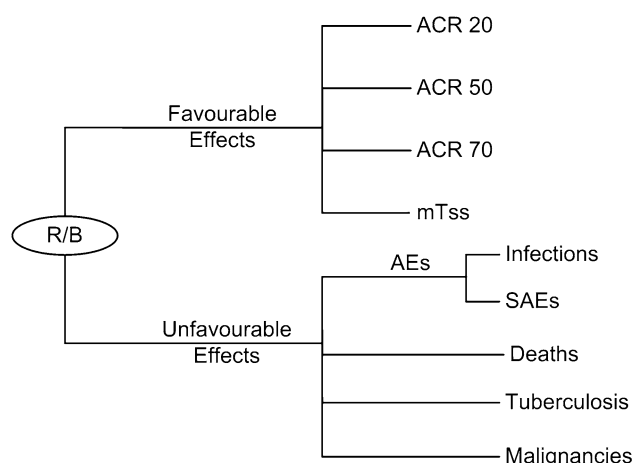 ACR 20
ACR 50
Favourable
Effects
ACR 70
mTss
R/B
Infections
AEs
SAEs
Unfavourable
Effects
Deaths
Tuberculosis
Malignancies